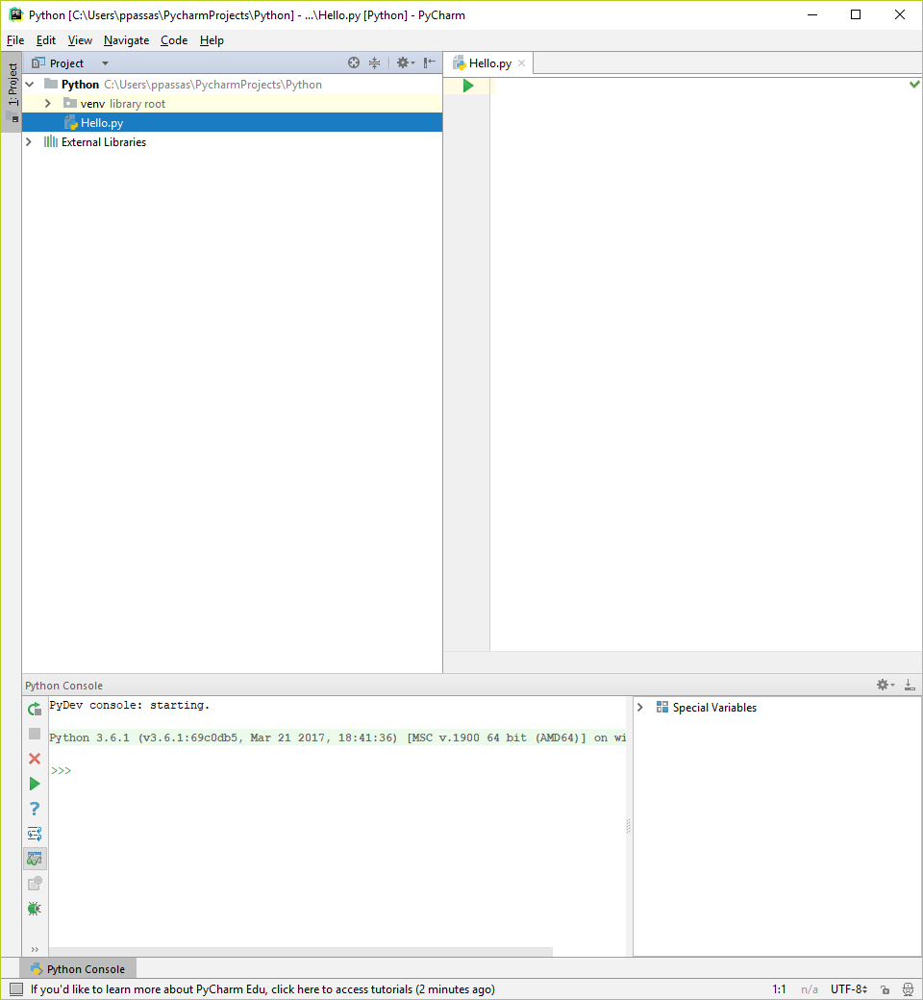 Python [C:\Users\ppassas\PycharmProjects\Python] - ...\Hello.py [Python] - PyCharm
File Edit View Navigate Code Help
1: Project
Project
Hello.py
Python C:\Users\ppassas\PycharmProjects\Python
venv library root
Hello.py
External Libraries
Python Console
PyDev console: starting.
Special Variables
Python 3.6.1 (v3.6.1:69c0db5, Mar 21 2017, 18:41:36) [MSC v.1900 64 bit (AMD64)] on wi
>>>
Python Console
If you'd like to learn more about PyCharm Edu, click here to access tutorials (2 minutes ago) 1:1 n/a UTF-8